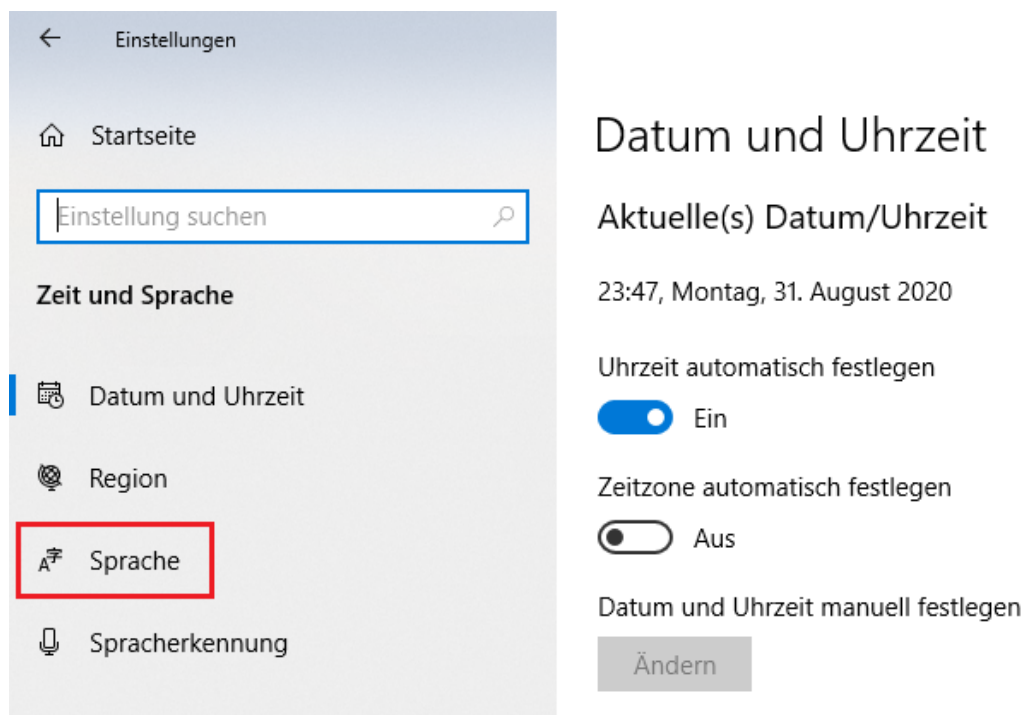 Einstellungen
Startseite
Einstellung suchen
Zeit und Sprache
Datum und Uhrzeit
Region
Sprache
Spracherkennung
Datum und Uhrzeit
Aktuelle(s) Datum/Uhrzeit
23:47, Montag, 31. August 2020
Uhrzeit automatisch festlegen
Ein
Zeitzone automatisch festlegen
Aus
Datum und Uhrzeit manuell festlegen
Ändern